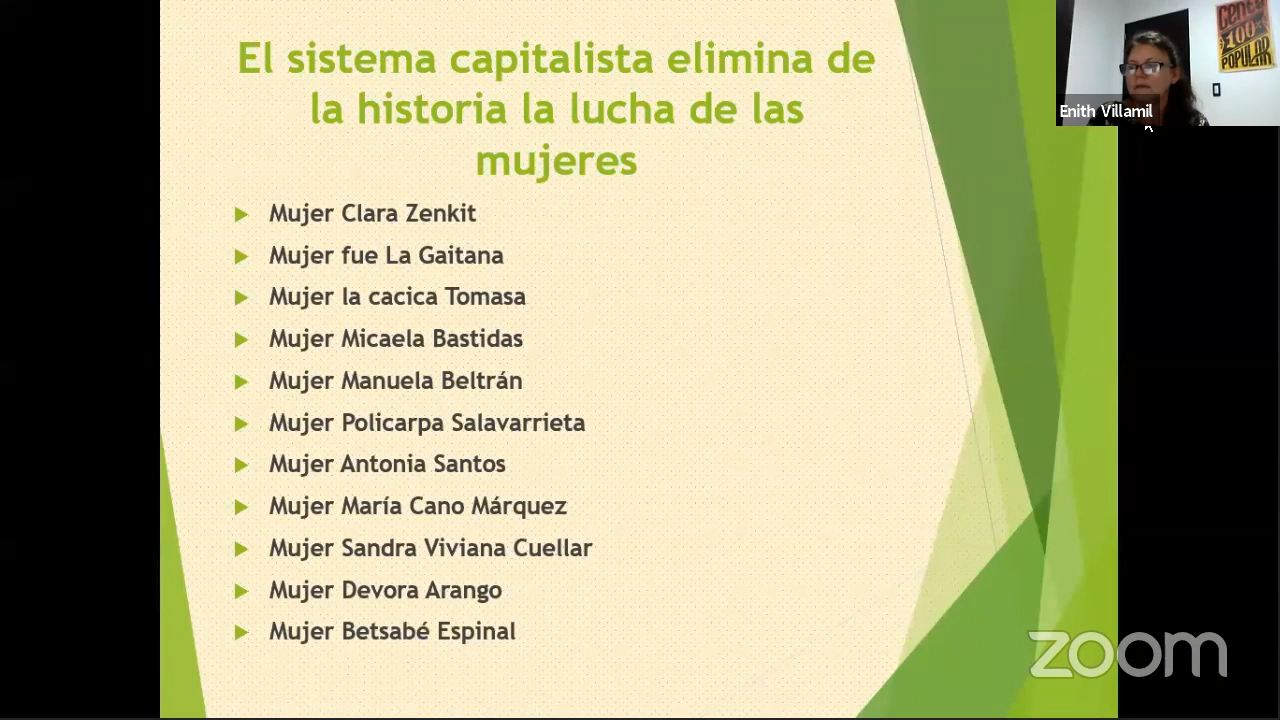 El sistema capitalista elimina de
la historia la lucha de las
mujeres
Mujer Clara Zenkit
Mujer fue La Gaitana
Mujer la cacica Tomasa
Mujer Micaela Bastidas
Mujer Manuela Beltrán
Mujer Policarpa Salavarrieta
Mujer Antonia Santos
Mujer María Cano Márquez
Mujer Sandra Viviana Cuellar
Mujer Devora Arango
Mujer Betsabé Espinal
100%
POPULAR
Enith Villamil
zoom